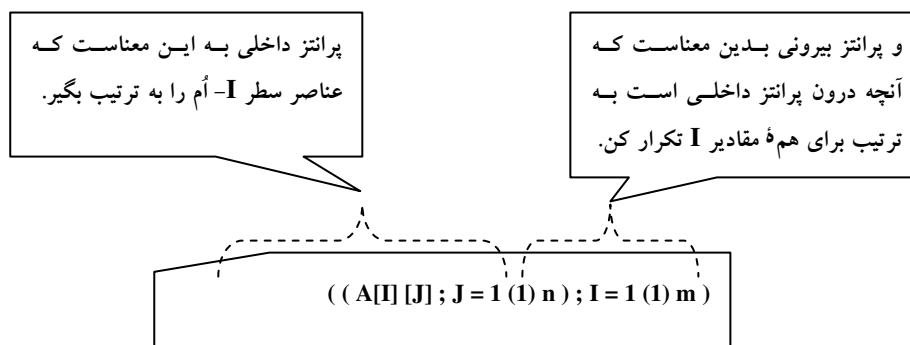 و پرانتز بیرونی بدین معناست که
آنچه درون پرانتز داخلی است به
ترتیب برای همهٔ مقادیر I تکرار کن.
پرانتز داخلی به این معناست که
عناصر سطر I- اُم را به ترتیب بگیر.
( ( A[I] [J] ; J = 1 (1) n ) ; I = 1 (1) m )